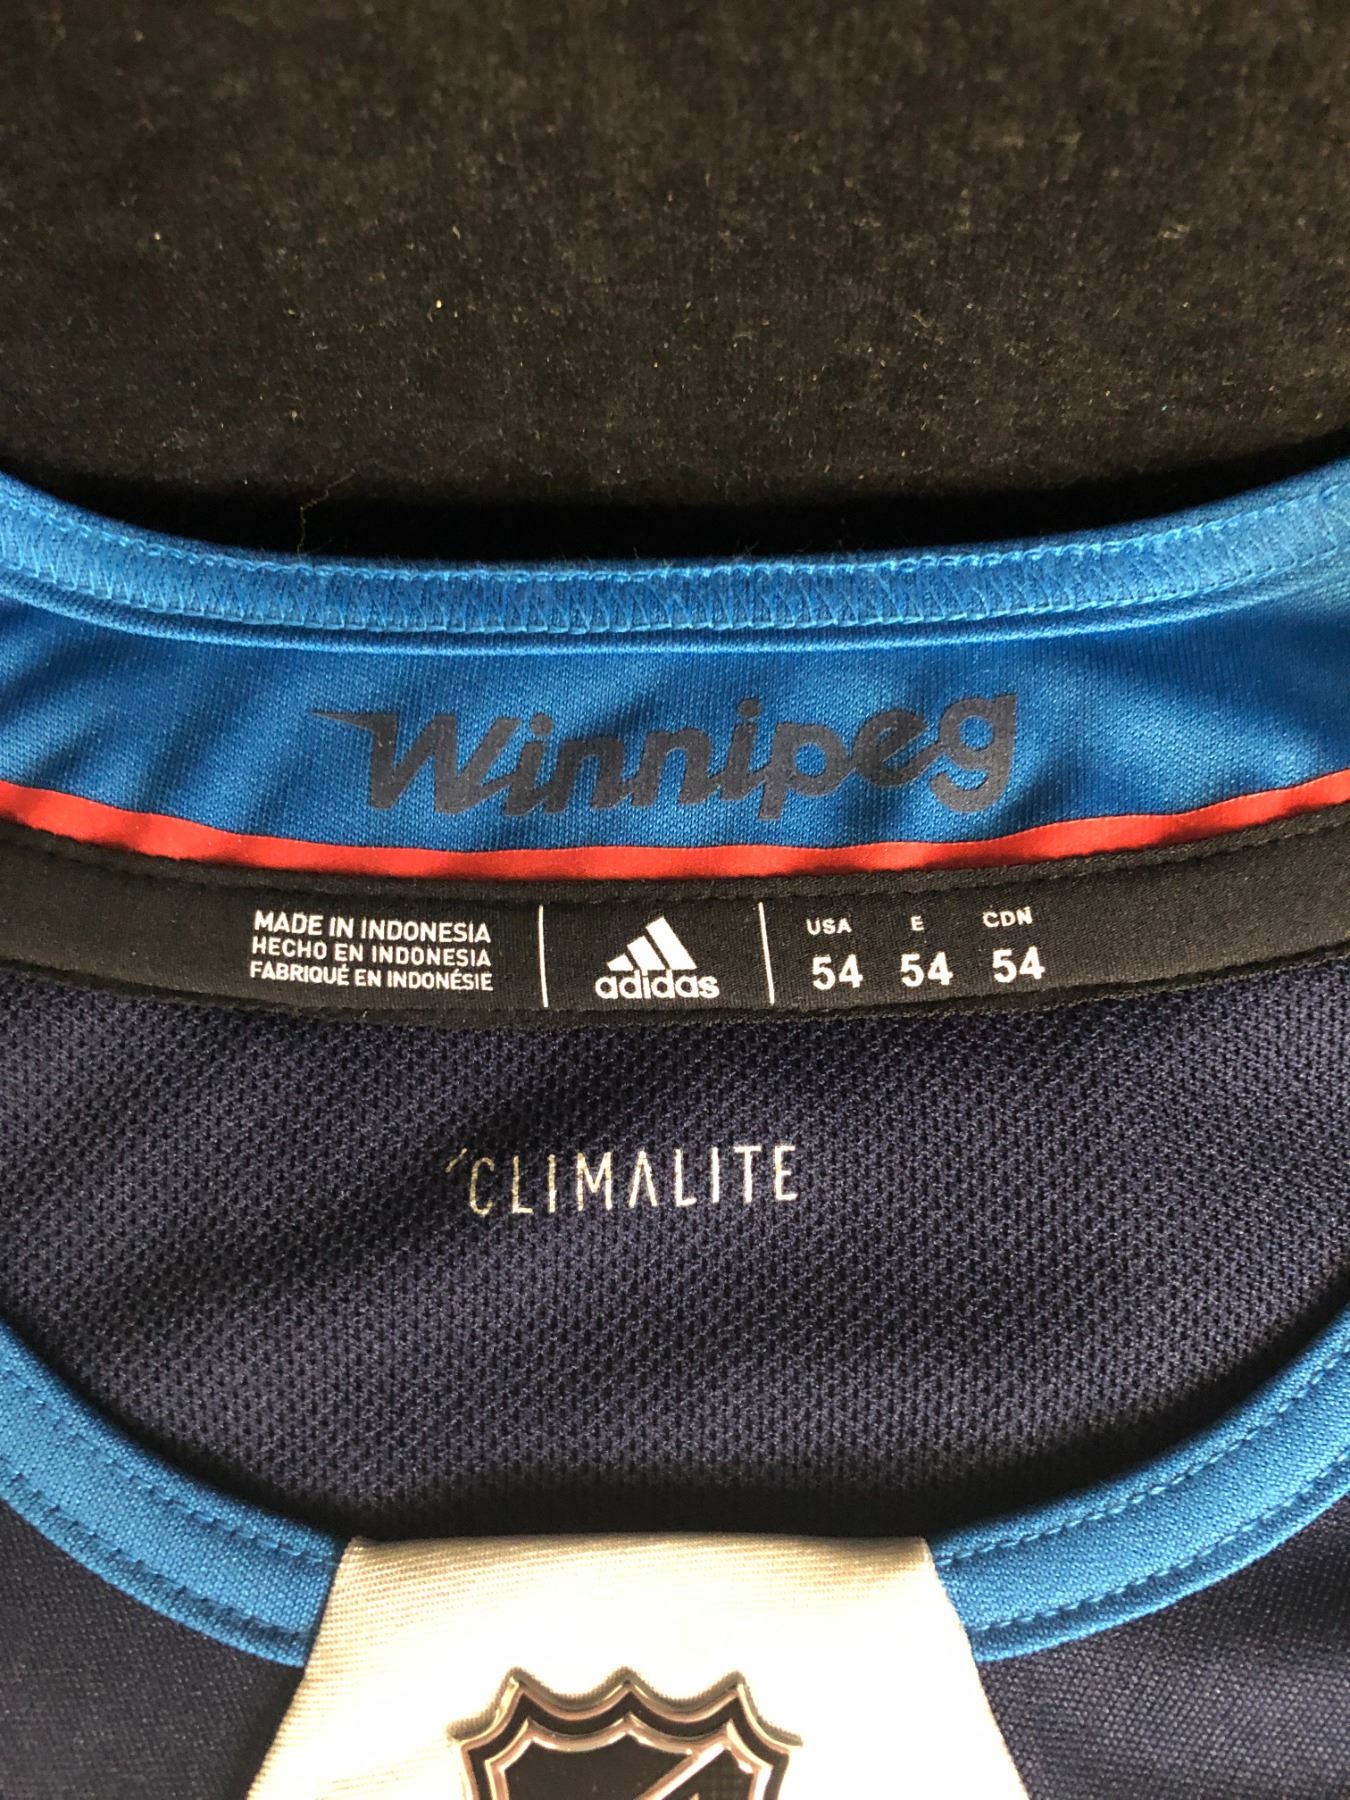 Winnipeg
MADE IN INDONESIA
HECHO EN INDONESIA
FABRIQUÉ EN INDONÉSIE
adidas
USA E CDN
54 54 54
CLIMALITE